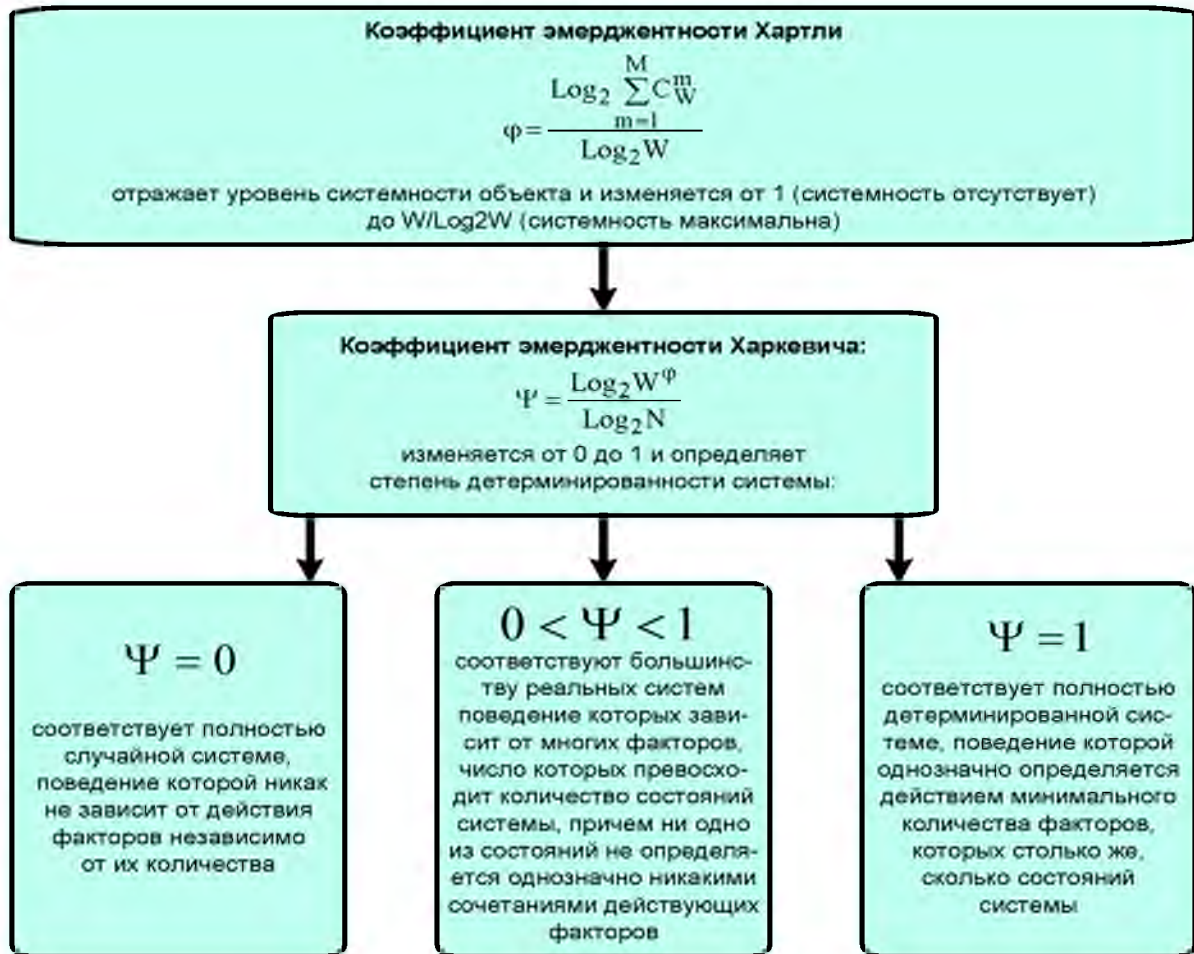 Коэффициент эмерджентности Хартли
φ = Log₂ ∑ₘ₌₁ᴹ C_W^m / Log₂W
отражает уровень системности объекта и изменяется от 1 (системность отсутствует)
до W/Log2W (системность максимальна)
Коэффициент эмерджентности Харкевича:
Ψ = Log₂W^φ / Log₂N
изменяется от 0 до 1 и определяет
степень детерминированности системы:
Ψ = 0
соответствует полностью
случайной системе,
поведение которой никак
не зависит от действия
факторов независимо
от их количества
0 < Ψ < 1
соответствуют большинс-
тву реальных систем
поведение которых зави-
сит от многих факторов,
число которых превосхо-
дит количество состояний
системы, причем ни одно
из состояний не определя-
ется однозначно никакими
сочетаниями действующих
факторов
Ψ = 1
соответствует полностью
детерминированной сис-
теме, поведение которой
однозначно определяется
действием минимального
количества факторов,
которых столько же,
сколько состояний
системы